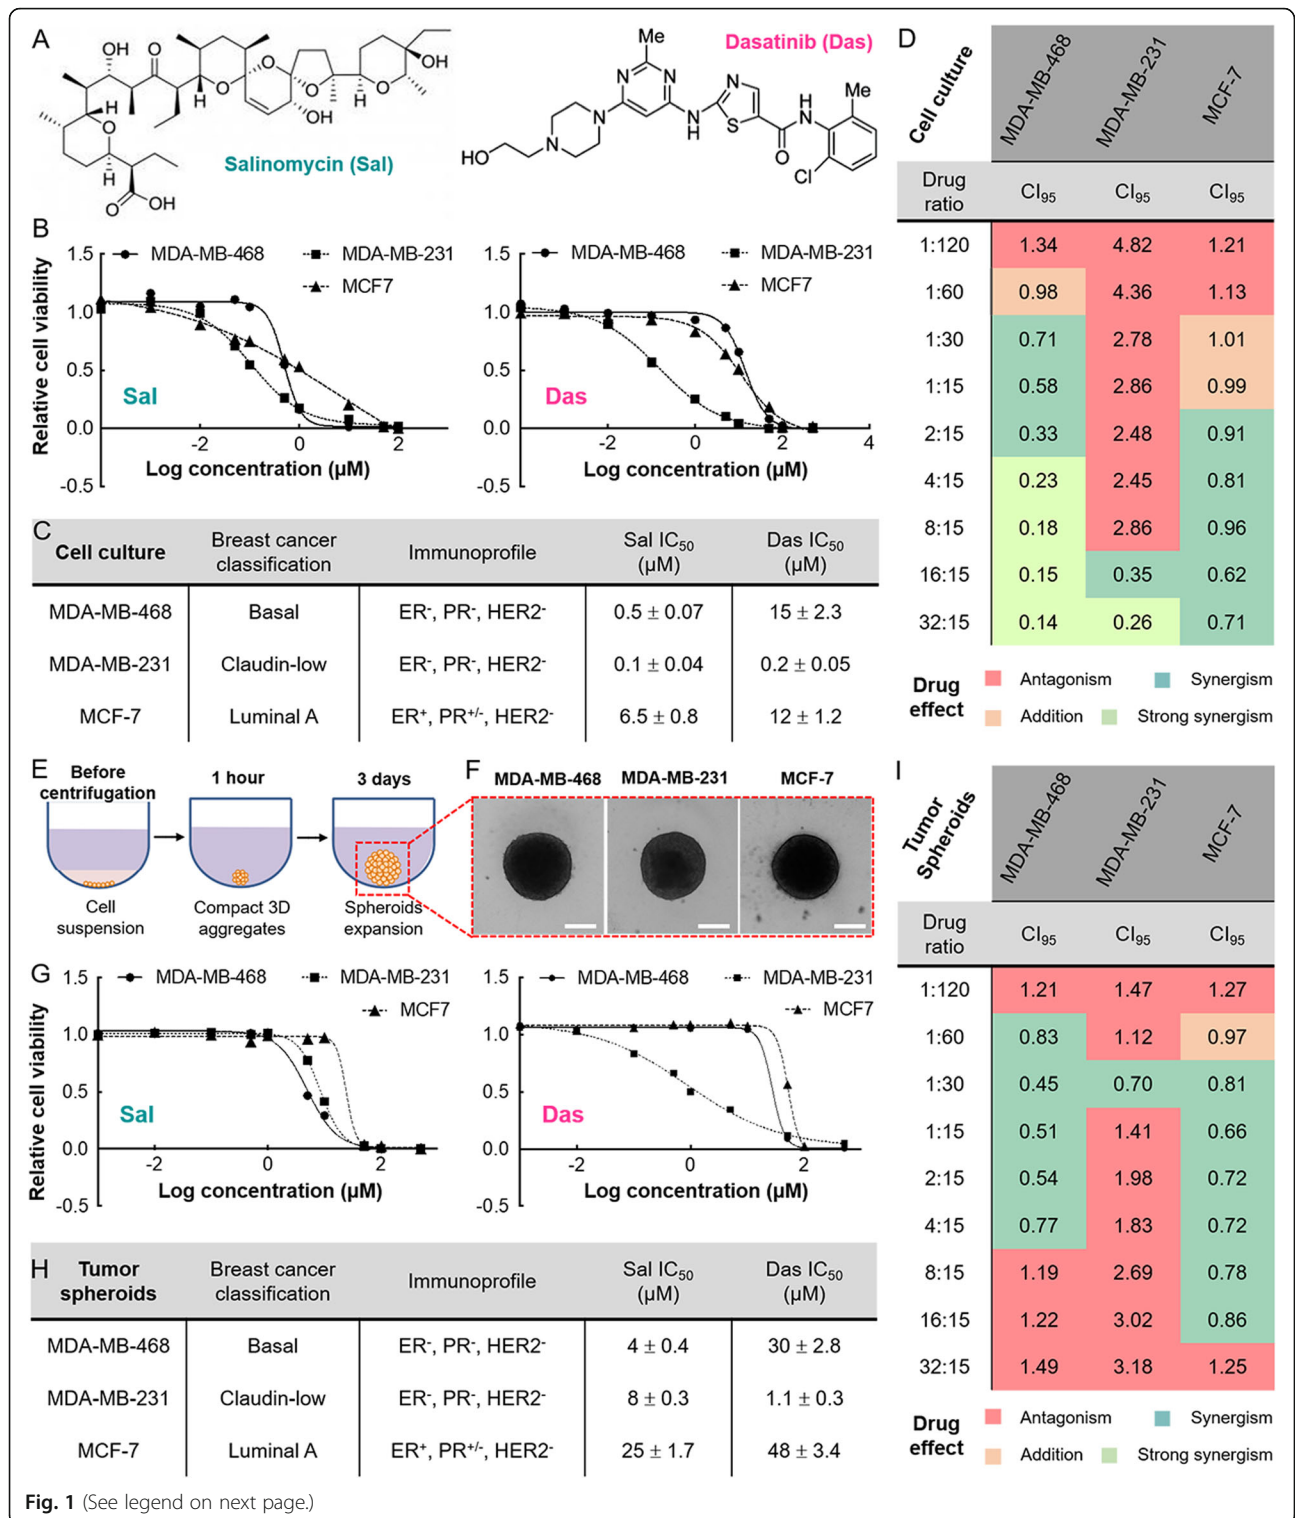 A
OH
O
OH
O
OH
O
O
O
O
H
H
H
H
O
OH
Salinomycin (Sal)
Dasatinib (Das)
Me
N
N
N
N
N
H
N
S
O
H
N
Me
Cl
HO
B
1.5
1.0
0.5
0.0
-0.5
Relative cell viability
MDA-MB-468
MDA-MB-231
MCF7
Sal
-2
0
2
Log concentration (µM)
1.5
1.0
0.5
0.0
-0.5
MDA-MB-468
MDA-MB-231
MCF7
Das
-2
0
2
4
Log concentration (µM)
C
Cell culture Breast cancer classification Immunoprofile Sal IC50 (µM) Das IC50 (µM)
MDA-MB-468 Basal ER-, PR-, HER2- 0.5 ± 0.07 15 ± 2.3
MDA-MB-231 Claudin-low ER-, PR-, HER2- 0.1 ± 0.04 0.2 ± 0.05
MCF-7 Luminal A ER+, PR+/-, HER2- 6.5 ± 0.8 12 ± 1.2
D
Cell culture MDA-MB-468 MDA-MB-231 MCF-7
Drug ratio CI95 CI95 CI95
1:120 1.34 4.82 1.21
1:60 0.98 4.36 1.13
1:30 0.71 2.78 1.01
1:15 0.58 2.86 0.99
2:15 0.33 2.48 0.91
4:15 0.23 2.45 0.81
8:15 0.18 2.86 0.96
16:15 0.15 0.35 0.62
32:15 0.14 0.26 0.71
Drug effect
Antagonism Synergism
Addition Strong synergism
E
Before centrifugation
1 hour
3 days
Cell suspension
Compact 3D aggregates
Spheroids expansion
F
MDA-MB-468 MDA-MB-231 MCF-7
G
1.5
1.0
0.5
0.0
-0.5
Relative cell viability
MDA-MB-468
MDA-MB-231
MCF7
Sal
-2
0
2
Log concentration (µM)
1.5
1.0
0.5
0.0
-0.5
MDA-MB-468
MDA-MB-231
MCF7
Das
-2
0
2
Log concentration (µM)
H
Tumor spheroids Breast cancer classification Immunoprofile Sal IC50 (µM) Das IC50 (µM)
MDA-MB-468 Basal ER-, PR-, HER2- 4 ± 0.4 30 ± 2.8
MDA-MB-231 Claudin-low ER-, PR-, HER2- 8 ± 0.3 1.1 ± 0.3
MCF-7 Luminal A ER+, PR+/-, HER2- 25 ± 1.7 48 ± 3.4
I
Tumor Spheroids MDA-MB-468 MDA-MB-231 MCF-7
Drug ratio CI95 CI95 CI95
1:120 1.21 1.47 1.27
1:60 0.83 1.12 0.97
1:30 0.45 0.70 0.81
1:15 0.51 1.41 0.66
2:15 0.54 1.98 0.72
4:15 0.77 1.83 0.72
8:15 1.19 2.69 0.78
16:15 1.22 3.02 0.86
32:15 1.49 3.18 1.25
Drug effect
Antagonism Synergism
Addition Strong synergism
Fig. 1 (See legend on next page.)